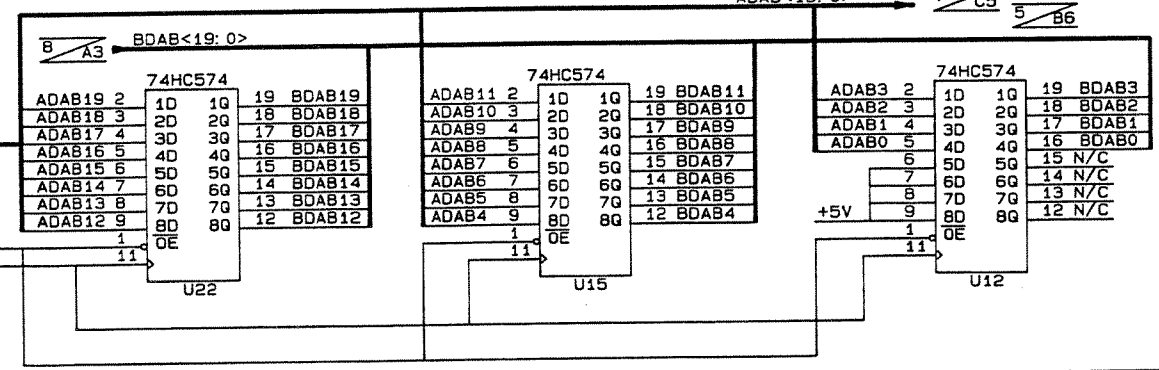 C5
5 B6
8 A3 BDAB<19:0>
74HC574
ADAB19 2 1D 1Q 19 BDAB19
ADAB18 3 2D 2Q 18 BDAB18
ADAB17 4 3D 3Q 17 BDAB17
ADAB16 5 4D 4Q 16 BDAB16
ADAB15 6 5D 5Q 15 BDAB15
ADAB14 7 6D 6Q 14 BDAB14
ADAB13 8 7D 7Q 13 BDAB13
ADAB12 9 8D 8Q 12 BDAB12
1 OE
11
U22
74HC574
ADAB11 2 1D 1Q 19 BDAB11
ADAB10 3 2D 2Q 18 BDAB10
ADAB9 4 3D 3Q 17 BDAB9
ADAB8 5 4D 4Q 16 BDAB8
ADAB7 6 5D 5Q 15 BDAB7
ADAB6 7 6D 6Q 14 BDAB6
ADAB5 8 7D 7Q 13 BDAB5
ADAB4 9 8D 8Q 12 BDAB4
1 OE
11
U15
74HC574
ADAB3 2 1D 1Q 19 BDAB3
ADAB2 3 2D 2Q 18 BDAB2
ADAB1 4 3D 3Q 17 BDAB1
ADAB0 5 4D 4Q 16 BDAB0
6 5D 5Q 15 N/C
7 6D 6Q 14 N/C
8 7D 7Q 13 N/C
+5V 9 8D 8Q 12 N/C
1 OE
11
U12